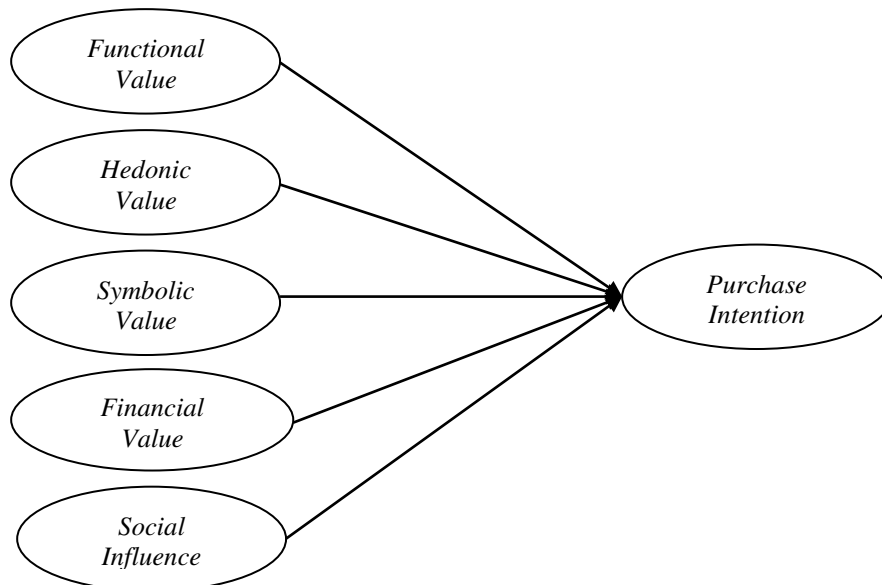 Functional
Value
Hedonic
Value
Symbolic
Value
Purchase
Intention
Financial
Value
Social
Influence